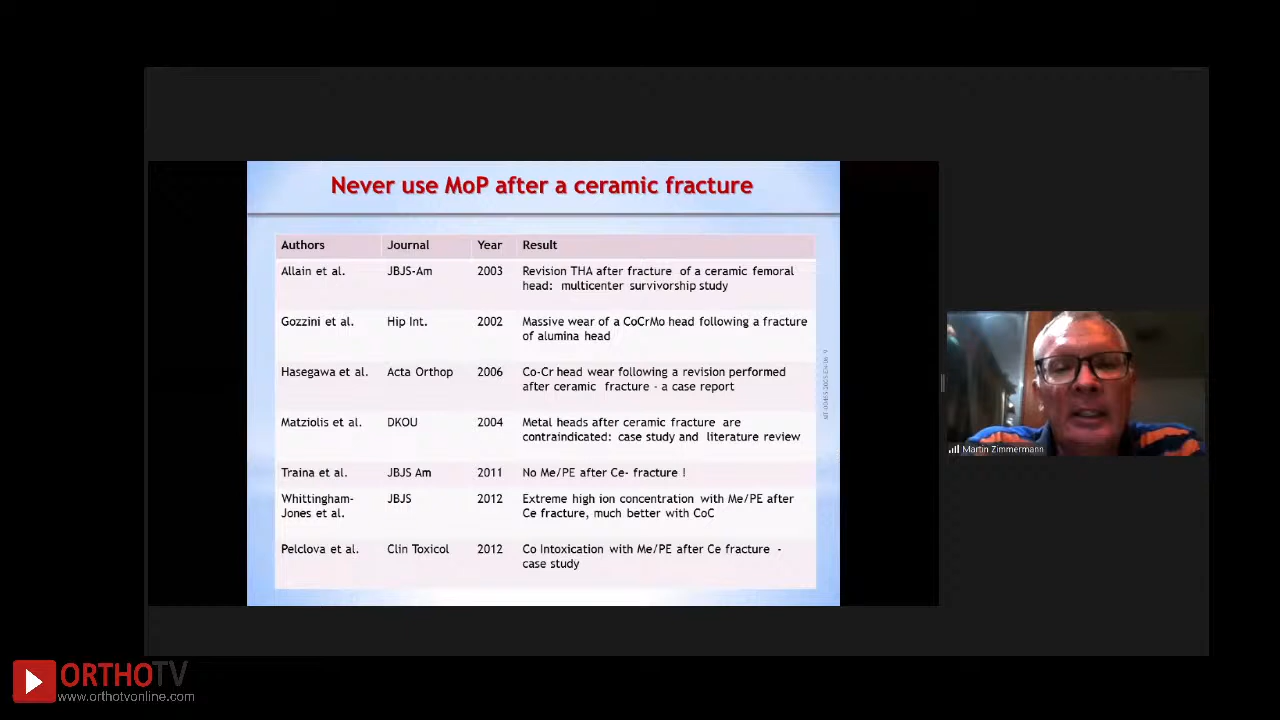 Never use MoP after a ceramic fracture
Authors Journal Year Result
Allain et al. JBJS-Am 2003 Revision THA after fracture of a ceramic femoral
head: multicenter survivorship study
Gozzini et al. Hip Int. 2002 Massive wear of a CoCrMo head following a fracture
of alumina head
Hasegawa et al. Acta Orthop 2006 Co-Cr head wear following a revision performed
after ceramic fracture - a case report
Matziolis et al. DKOU 2004 Metal heads after ceramic fracture are
contraindicated: case study and literature review
Traina et al. JBJS Am 2011 No Me/PE after Ce- fracture !
Whittingham- JBJS 2012 Extreme high ion concentration with Me/PE after
Jones et al. Ce fracture, much better with CoC
Pelclova et al. Clin Toxicol 2012 Co Intoxication with Me/PE after Ce fracture -
case study
Martin Zimmermann
ORTHOTV
www.orthotvonline.com